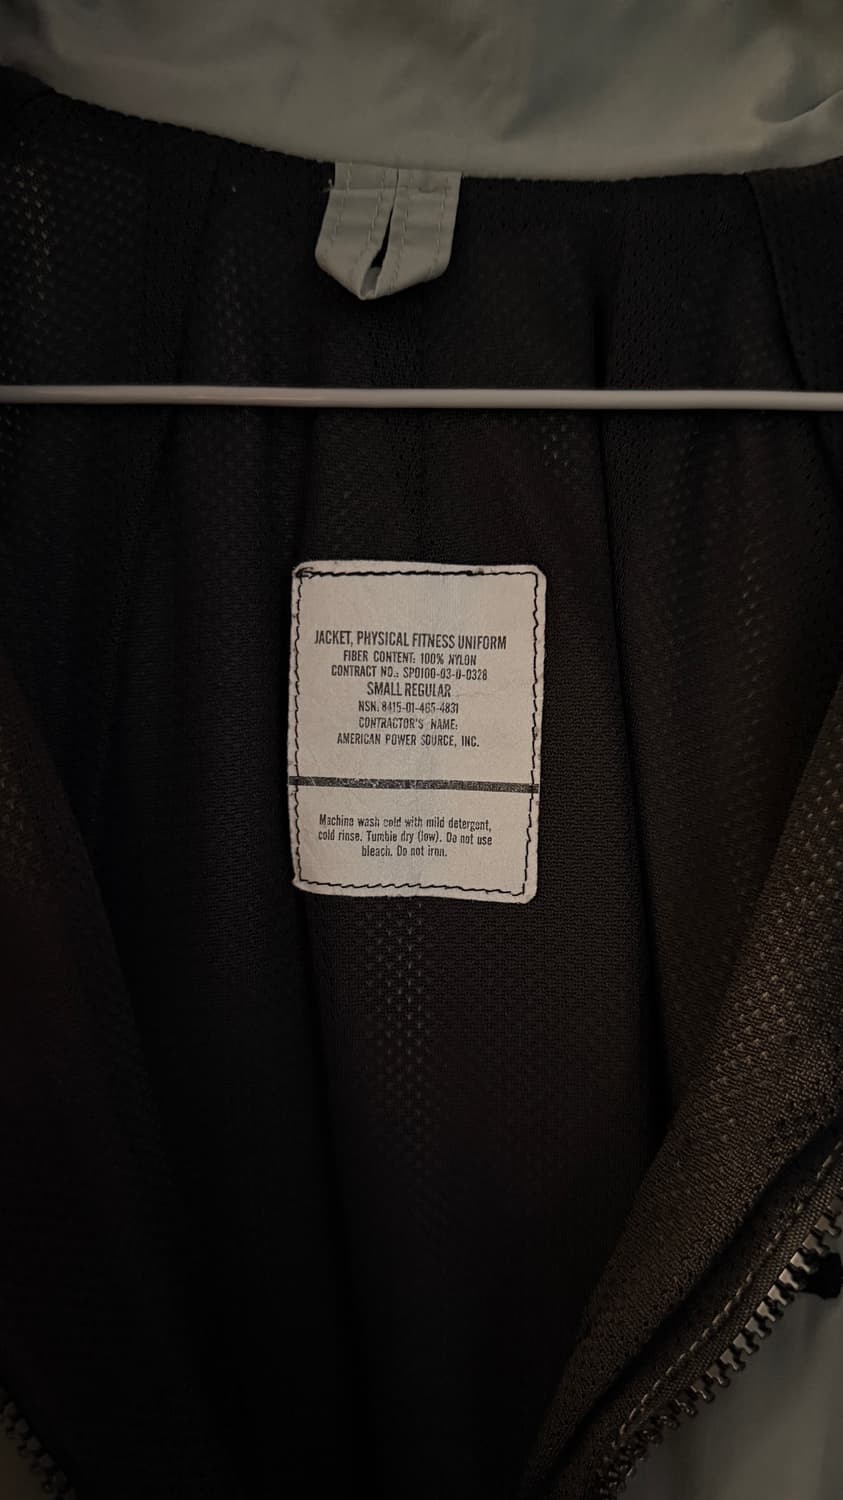 JACKET, PHYSICAL FITNESS UNIFORM
FIBER CONTENT: 100% NYLON
CONTRACT NO.: SPO100-03-D-0328
SMALL REGULAR
NSN. 8415-01-465-4831
CONTRACTOR'S NAME:
AMERICAN POWER SOURCE, INC.
Machine wash cold with mild detergent,
cold rinse. Tumble dry (low). Do not use
bleach. Do not iron.